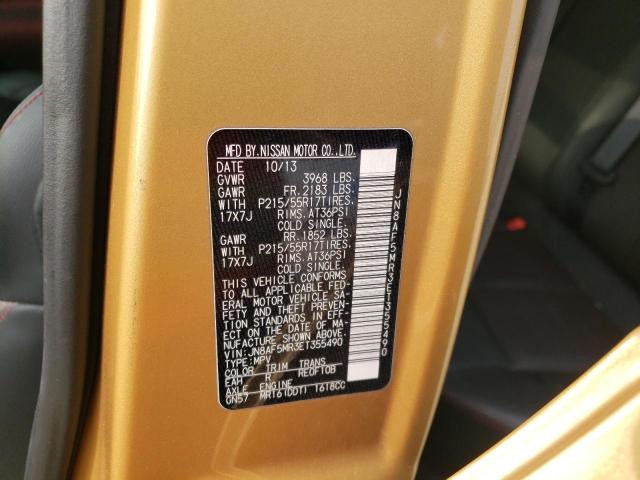 MFD BY.NISSAN MOTOR CO.,LTD.
DATE 10/13
GVWR 3968 LBS.
GAWR FR.2183 LBS.
WITH P215/55R17TIRES.
17X7J RIMS.AT36PSI
COLD SINGLE.
GAWR RR.1852 LBS.
WITH P215/55R17TIRES.
17X7J RIMS.AT36PSI
COLD SINGLE.
THIS VEHICLE CONFORMS
TO ALL APPLICABLE FED-
ERAL MOTOR VEHICLE SA-
FETY AND THEFT PREVEN-
TION STANDARDS IN EFF-
ECT ON THE DATE OF MA-
NUFACTURE SHOWN ABOVE.
VIN:JN8AF5MR3ET355490
TYPE:MPV
COLOR TRIM TRANS
EAH R RE0F10B
AXLE ENGINE
GN57 MR16(DDT) 1618CC
JN8AF5MR3ET355490